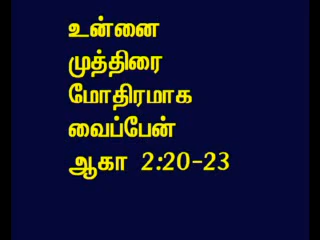 உன்னை
முத்திரை
மோதிரமாக
வைப்பேன்
ஆகா 2:20-23